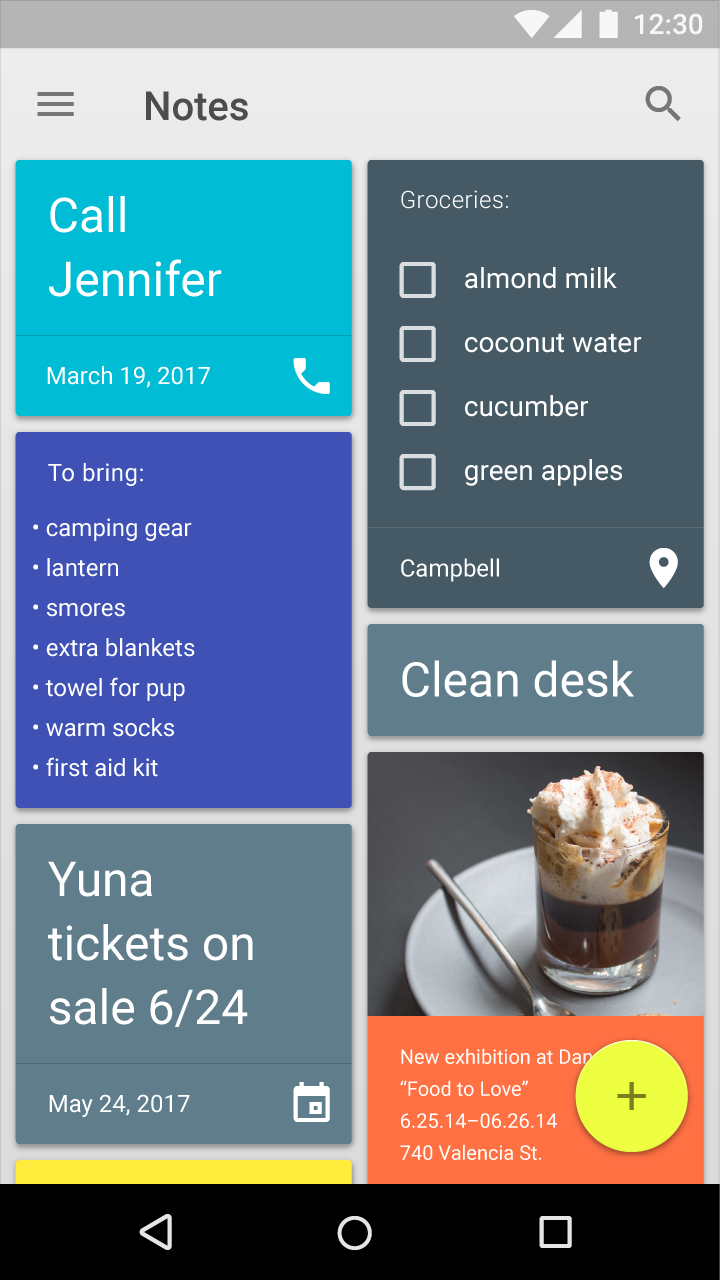 12:30
Notes
Call
Jennifer
March 19, 2017
To bring:
• camping gear
• lantern
• smores
• extra blankets
• towel for pup
• warm socks
• first aid kit
Yuna
tickets on
sale 6/24
May 24, 2017
Groceries:
almond milk
coconut water
cucumber
green apples
Campbell
Clean desk
New exhibition at
“Food to Love”
6.25.14–06.26.14
740 Valencia St.